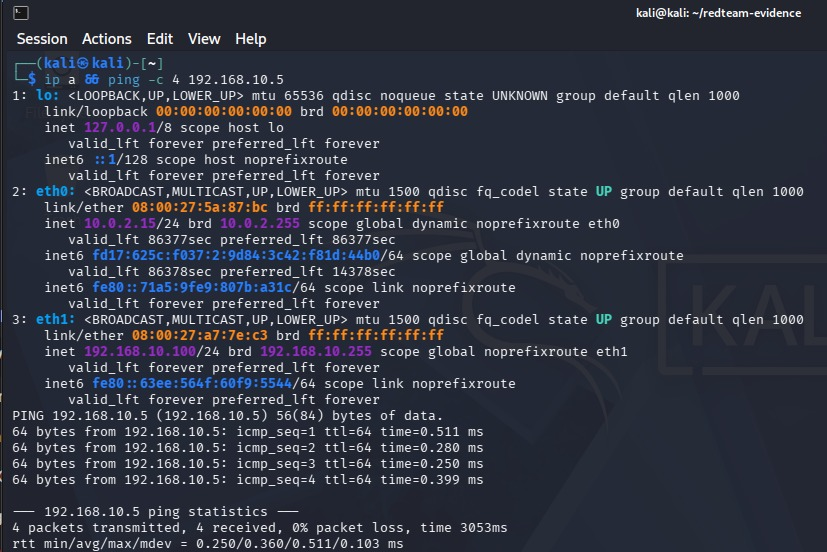 kali@kali: ~/redteam-evidence
Session Actions Edit View Help
┌──(kali㉿kali)-[~]
└─$ ip a && ping -c 4 192.168.10.5
1: lo: <LOOPBACK,UP,LOWER_UP> mtu 65536 qdisc noqueue state UNKNOWN group default qlen 1000
link/loopback 00:00:00:00:00:00 brd 00:00:00:00:00:00
inet 127.0.0.1/8 scope host lo
valid_lft forever preferred_lft forever
inet6 ::1/128 scope host noprefixroute
valid_lft forever preferred_lft forever
2: eth0: <BROADCAST,MULTICAST,UP,LOWER_UP> mtu 1500 qdisc fq_codel state UP group default qlen 1000
link/ether 08:00:27:5a:87:bc brd ff:ff:ff:ff:ff:ff
inet 10.0.2.15/24 brd 10.0.2.255 scope global dynamic noprefixroute eth0
valid_lft 86377sec preferred_lft 86377sec
inet6 fd17:625c:f037:2:9d84:3c42:f81d:44b0/64 scope global dynamic noprefixroute
valid_lft 86378sec preferred_lft 14378sec
inet6 fe80::71a5:9fe9:807b:a31c/64 scope link noprefixroute
valid_lft forever preferred_lft forever
3: eth1: <BROADCAST,MULTICAST,UP,LOWER_UP> mtu 1500 qdisc fq_codel state UP group default qlen 1000
link/ether 08:00:27:a7:7e:c3 brd ff:ff:ff:ff:ff:ff
inet 192.168.10.100/24 brd 192.168.10.255 scope global noprefixroute eth1
valid_lft forever preferred_lft forever
inet6 fe80::63ee:564f:60f9:5544/64 scope link noprefixroute
valid_lft forever preferred_lft forever
PING 192.168.10.5 (192.168.10.5) 56(84) bytes of data.
64 bytes from 192.168.10.5: icmp_seq=1 ttl=64 time=0.511 ms
64 bytes from 192.168.10.5: icmp_seq=2 ttl=64 time=0.280 ms
64 bytes from 192.168.10.5: icmp_seq=3 ttl=64 time=0.250 ms
64 bytes from 192.168.10.5: icmp_seq=4 ttl=64 time=0.399 ms
--- 192.168.10.5 ping statistics ---
4 packets transmitted, 4 received, 0% packet loss, time 3053ms
rtt min/avg/max/mdev = 0.250/0.360/0.511/0.103 ms
KAL